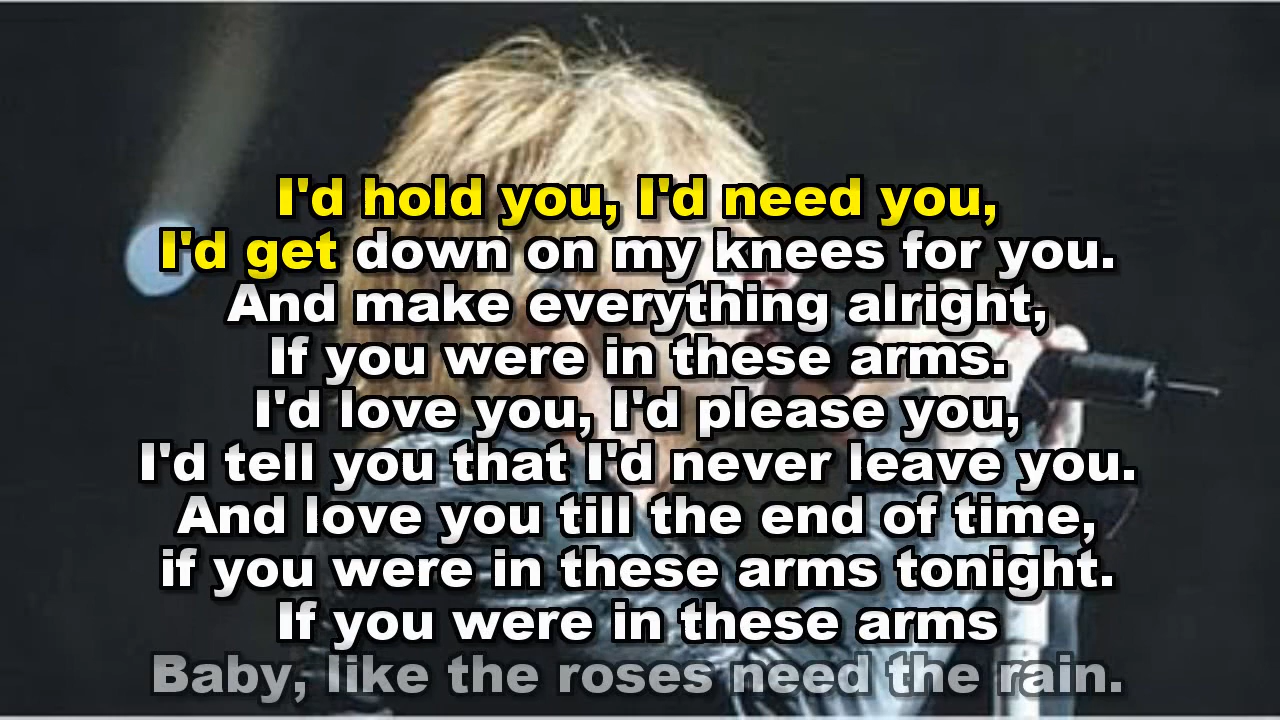 I'd hold you, I'd need you,
I'd get down on my knees for you.
And make everything alright,
If you were in these arms.
I'd love you, I'd please you,
I'd tell you that I'd never leave you.
And love you till the end of time,
if you were in these arms tonight.
If you were in these arms
Baby, like the roses need the rain.